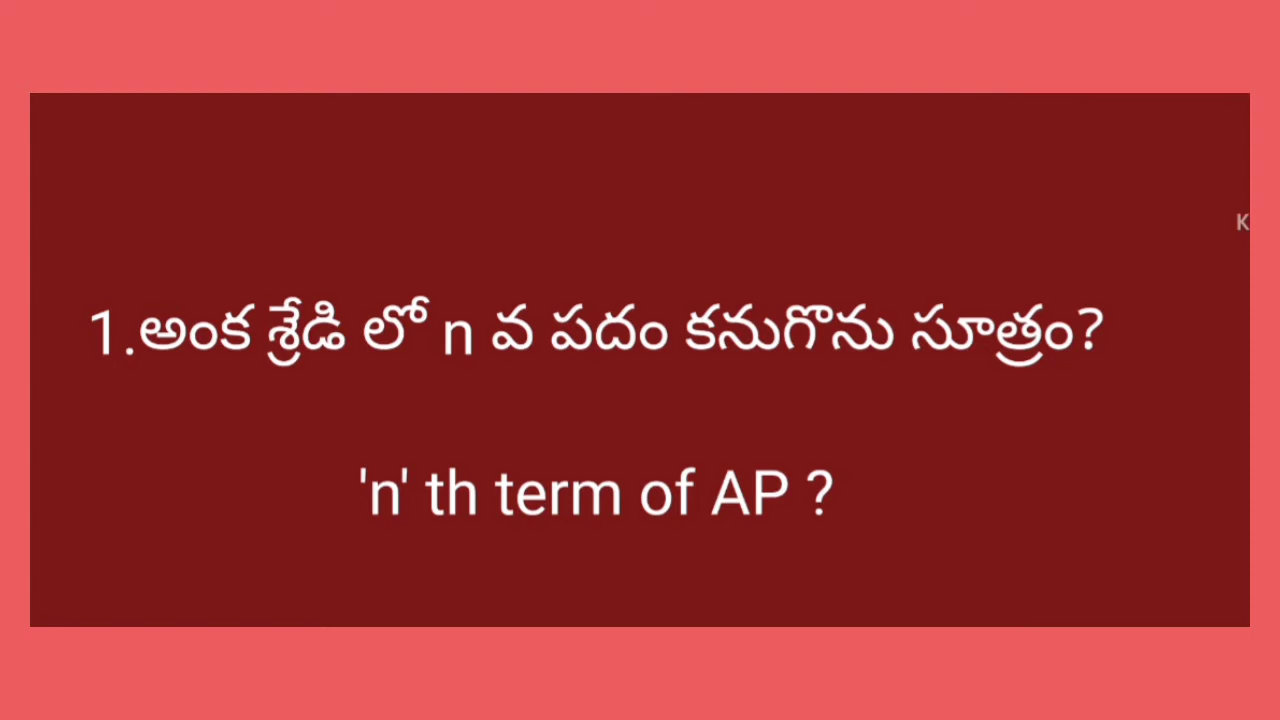 1.అంక శ్రేడి లో n వ పదం కనుగొను సూత్రం?
'n' th term of AP ?
K